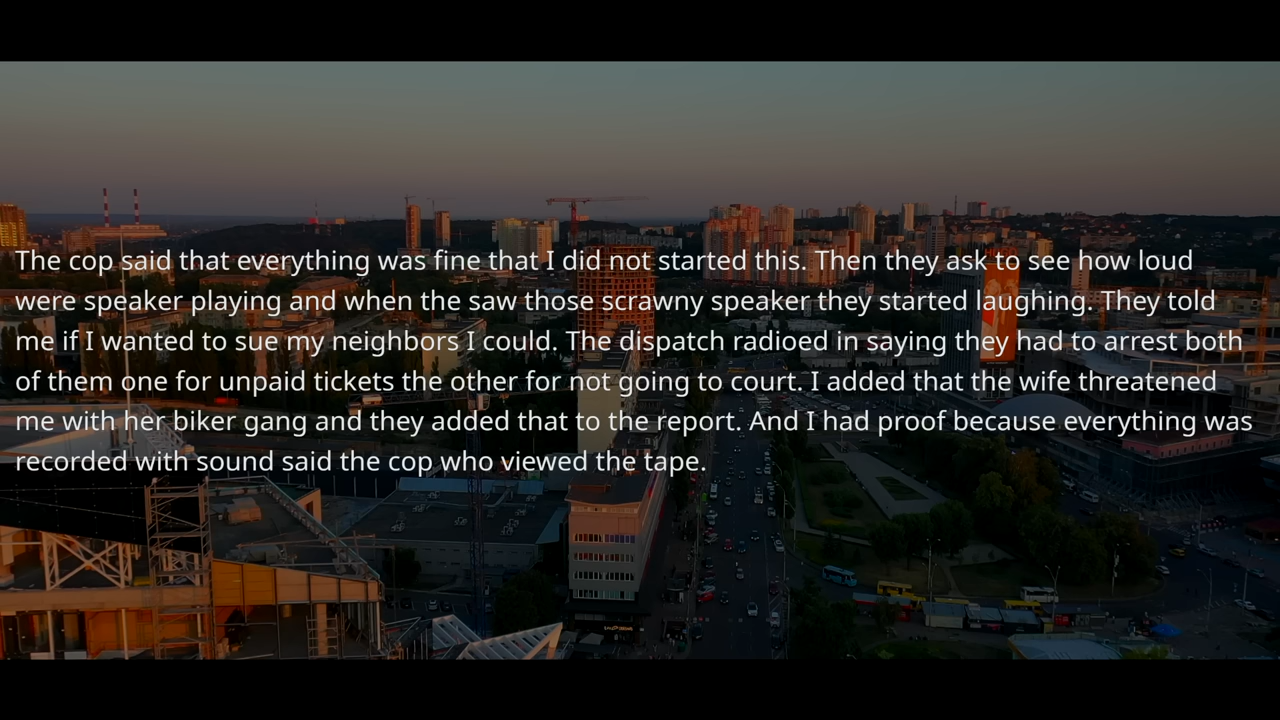 The cop said that everything was fine that I did not started this. Then they ask to see how loud
were speaker playing and when the saw those scrawny speaker they started laughing. They told
me if I wanted to sue my neighbors I could. The dispatch radioed in saying they had to arrest both
of them one for unpaid tickets the other for not going to court. I added that the wife threatened
me with her biker gang and they added that to the report. And I had proof because everything was
recorded with sound said the cop who viewed the tape.